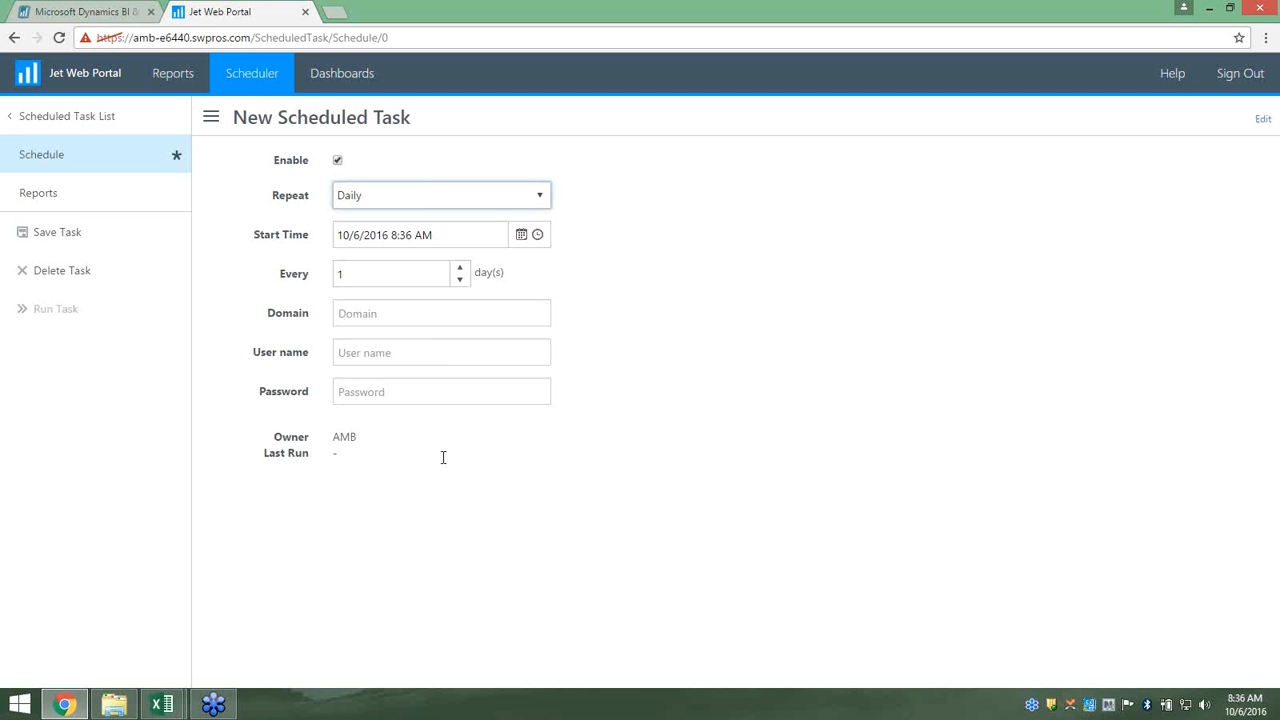 Microsoft Dynamics BI &
Jet Web Portal
https://amb-e6440.swpros.com/ScheduledTask/Schedule/0
Jet Web Portal
Reports
Scheduler
Dashboards
Help
Sign Out
Scheduled Task List
New Scheduled Task
Edit
Schedule
Reports
Save Task
Delete Task
Run Task
Enable
Repeat
Daily
Start Time
10/6/2016 8:36 AM
Every
1
day(s)
Domain
Domain
User name
User name
Password
Password
Owner
AMB
Last Run
-
8:36 AM
10/6/2016